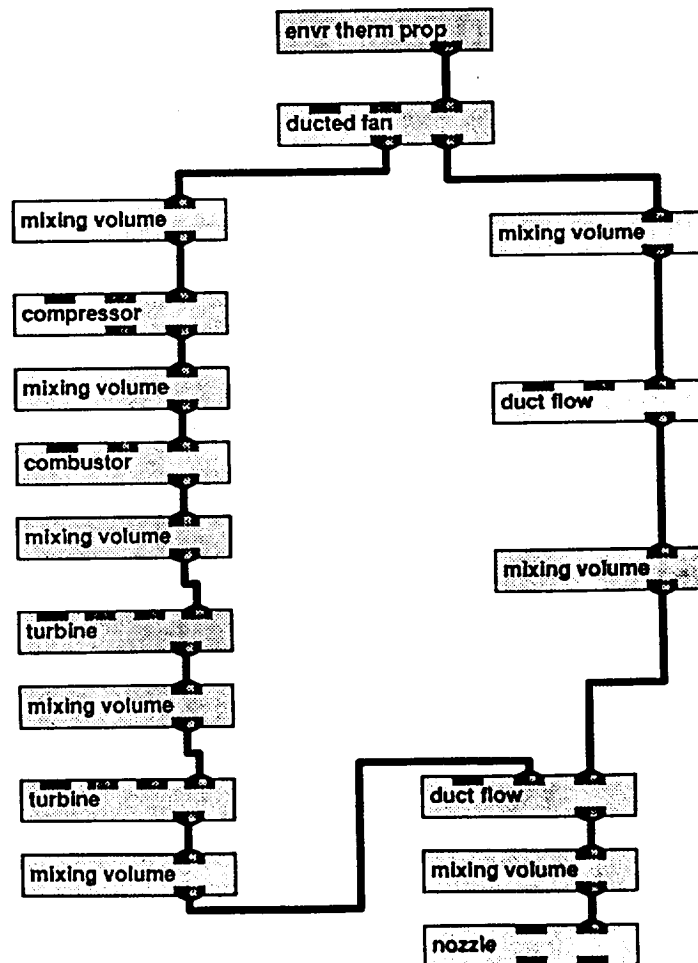 envr therm prop
ducted fan
mixing volume
mixing volume
compressor
mixing volume
duct flow
combustor
mixing volume
mixing volume
turbine
mixing volume
turbine
duct flow
mixing volume
mixing volume
nozzle